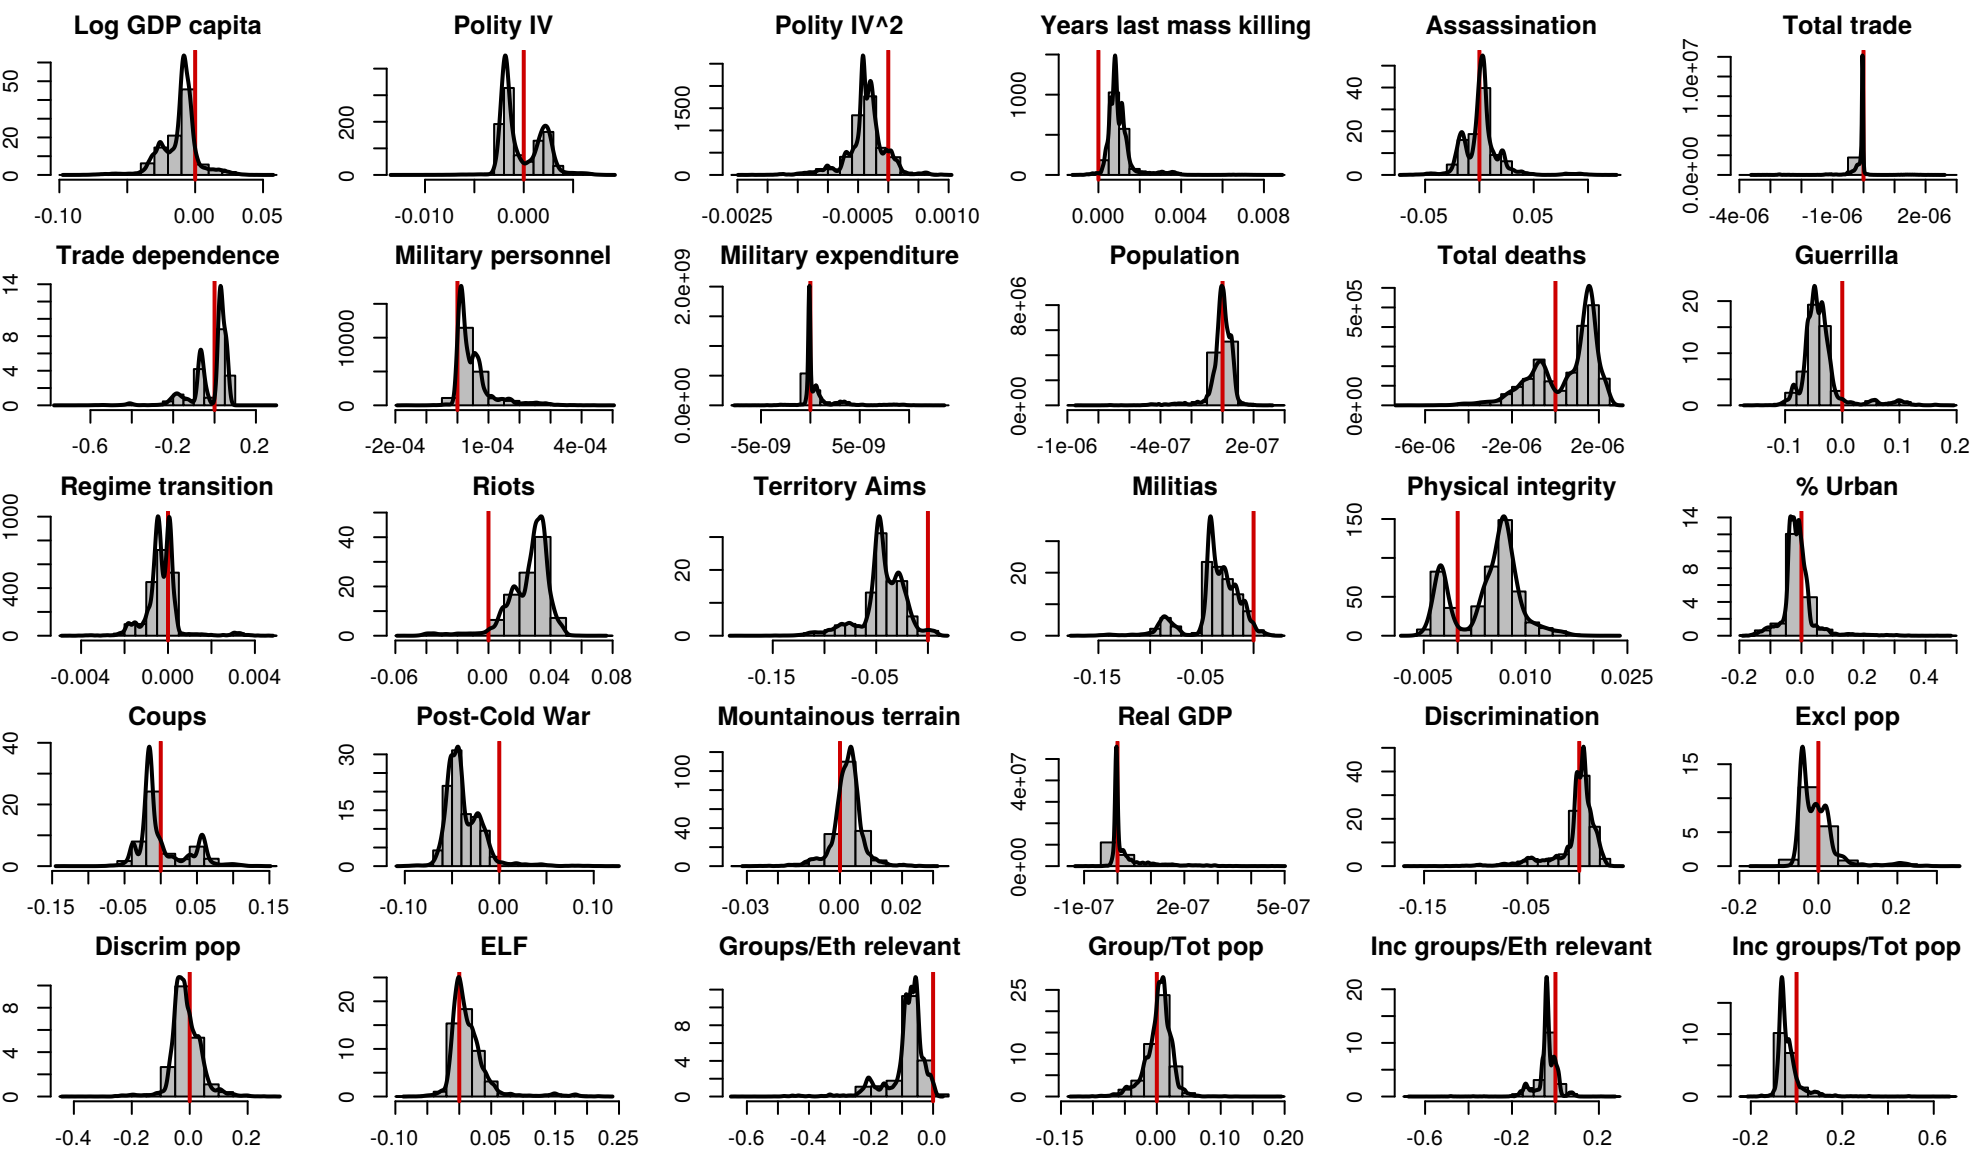 Log GDP capita Polity IV Polity IV^2 Years last mass killing Assassination Total trade
0 20 50 0 200 0 1500 0 1000 0 20 40 0.0e+00 1.0e+07
-0.10 0.00 0.05 -0.010 0.000 -0.0025 -0.0005 0.0010 0.000 0.004 0.008 -0.05 0.05 -4e-06 -1e-06 2e-06
Trade dependence Military personnel Military expenditure Population Total deaths Guerrilla
0 4 8 14 0 10000 0.0e+00 2.0e+09 0e+00 8e+06 0e+00 5e+05 0 10 20
-0.6 -0.2 0.2 -2e-04 1e-04 4e-04 -5e-09 5e-09 -1e-06 -4e-07 2e-07 -6e-06 -2e-06 2e-06 -0.1 0.0 0.1 0.2
Regime transition Riots Territory Aims Militias Physical integrity % Urban
0 400 1000 0 20 40 0 20 0 20 0 50 150 0 4 8 14
-0.004 0.000 0.004 -0.06 0.00 0.04 0.08 -0.15 -0.05 -0.15 -0.05 -0.005 0.010 0.025 -0.2 0.0 0.2 0.4
Coups Post-Cold War Mountainous terrain Real GDP Discrimination Excl pop
0 20 40 0 15 30 0 40 100 0e+00 4e+07 0 20 40 0 5 15
-0.15 -0.05 0.05 0.15 -0.10 0.00 0.10 -0.03 0.00 0.02 -1e-07 2e-07 5e-07 -0.15 -0.05 -0.2 0.0 0.2
Discrim pop ELF Groups/Eth relevant Group/Tot pop Inc groups/Eth relevant Inc groups/Tot pop
0 4 8 0 10 20 0 4 8 0 10 25 0 10 20 0 10
-0.4 -0.2 0.0 0.2 -0.10 0.05 0.15 0.25 -0.6 -0.4 -0.2 0.0 -0.15 0.00 0.10 0.20 -0.6 -0.2 0.2 -0.2 0.2 0.6